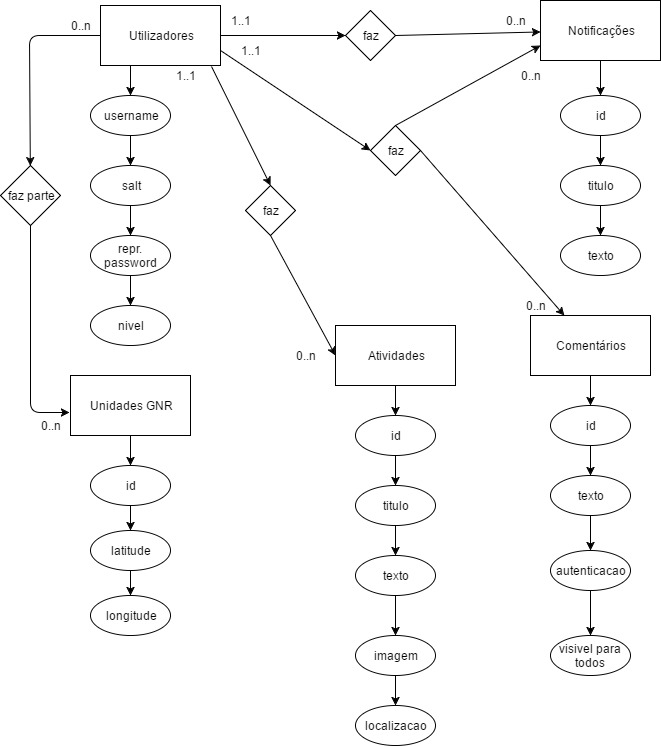 0..n
Utilizadores
1..1
faz
0..n
Notificações
1..1
1..1
0..n
username
id
faz
salt
titulo
faz parte
faz
repr.
password
texto
nivel
0..n
0..n
Atividades
Comentários
Unidades GNR
0..n
id
id
id
titulo
texto
latitude
texto
autenticacao
longitude
imagem
visivel para
todos
localizacao